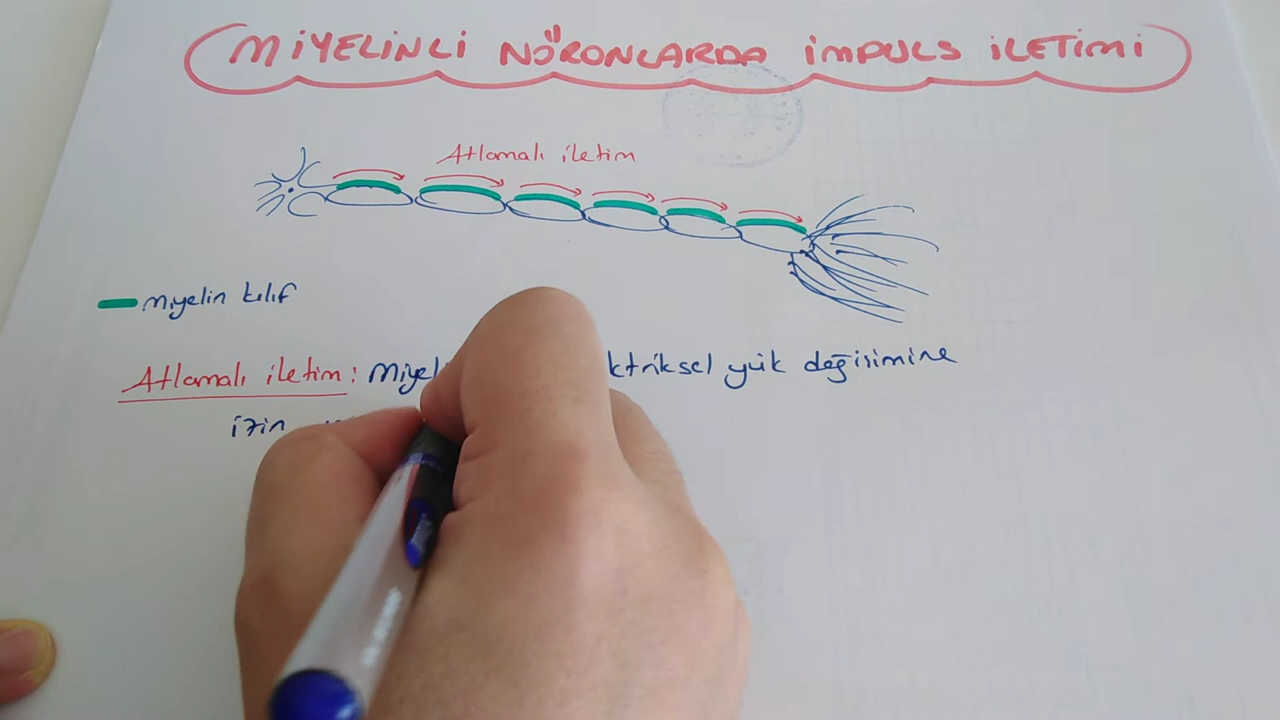 MİYELİNLİ NÖRONLARDA İMPULS İLETİMİ
Atlamalı iletim
miyelin kılıf
Atlamalı iletim: Miyel ktriksel yük değişimine
izin